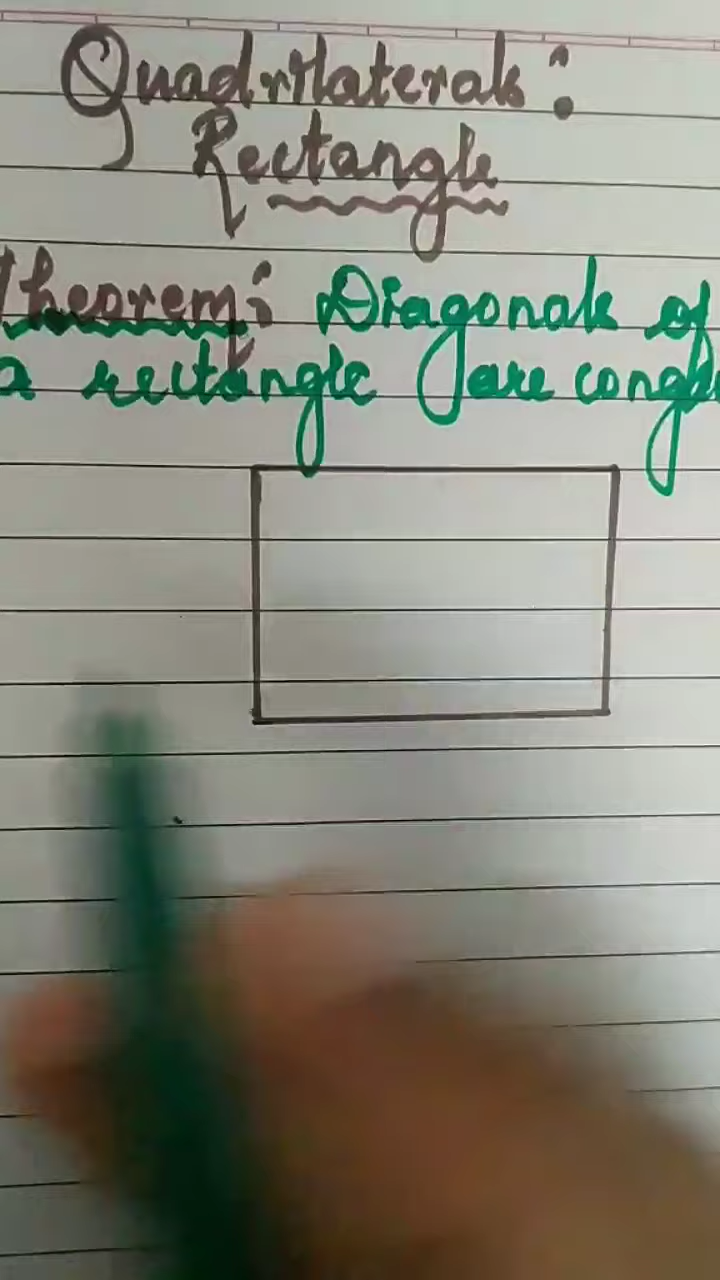 Quadrilaterals:
Rectangle
Theorem: Diagonals of
a rectangle are